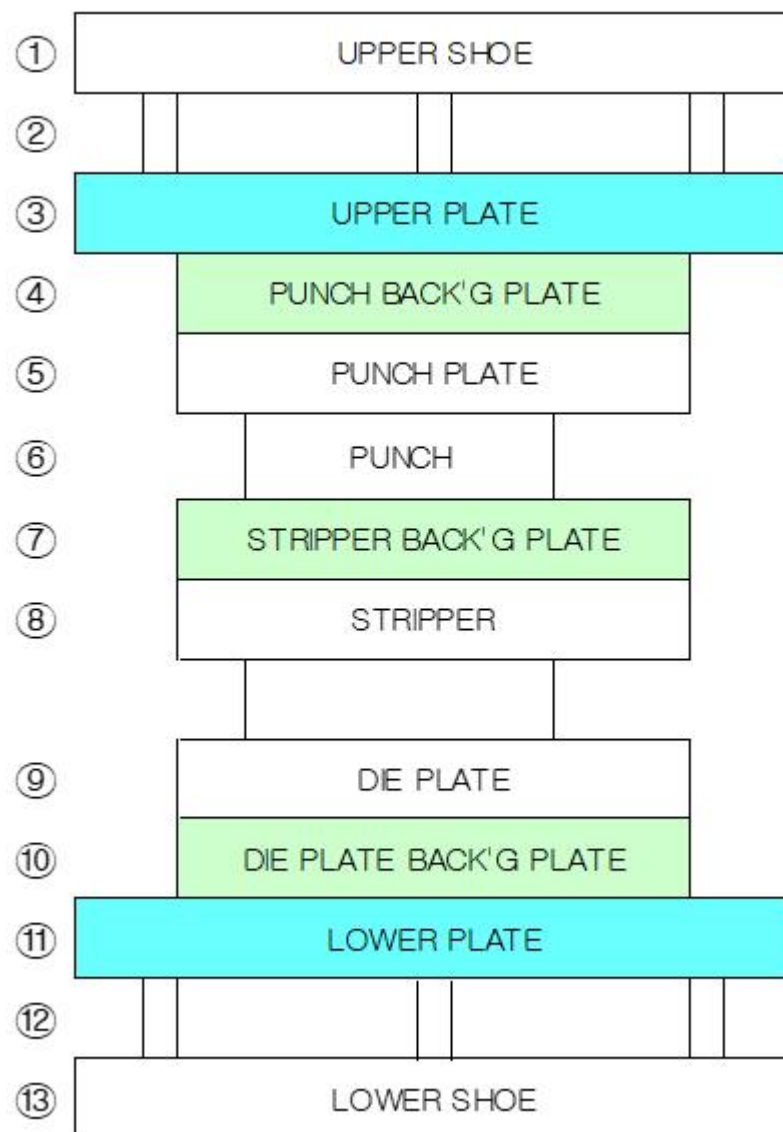 ① UPPER SHOE
②
③ UPPER PLATE
④ PUNCH BACK'G PLATE
⑤ PUNCH PLATE
⑥ PUNCH
⑦ STRIPPER BACK'G PLATE
⑧ STRIPPER
⑨ DIE PLATE
⑩ DIE PLATE BACK'G PLATE
⑪ LOWER PLATE
⑫
⑬ LOWER SHOE